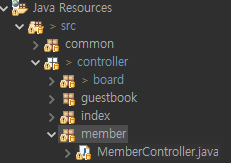 Java Resources
> src
common
> controller
> board
guestbook
index
member
MemberController.java